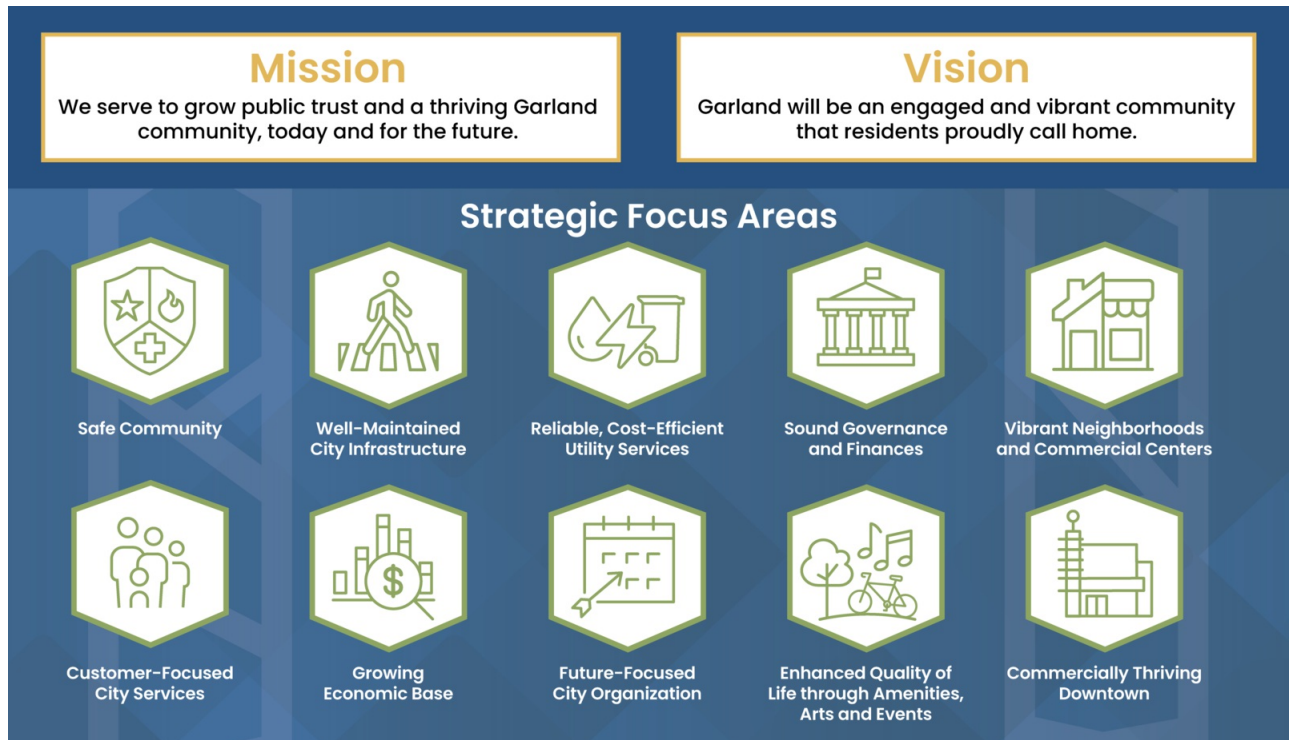 Mission
We serve to grow public trust and a thriving Garland
community, today and for the future.
Vision
Garland will be an engaged and vibrant community
that residents proudly call home.
Strategic Focus Areas
Safe Community
Well-Maintained
City Infrastructure
Reliable, Cost-Efficient
Utility Services
Sound Governance
and Finances
Vibrant Neighborhoods
and Commercial Centers
$
Customer-Focused
City Services
Growing
Economic Base
Future-Focused
City Organization
Enhanced Quality of
Life through Amenities,
Arts and Events
Commercially Thriving
Downtown